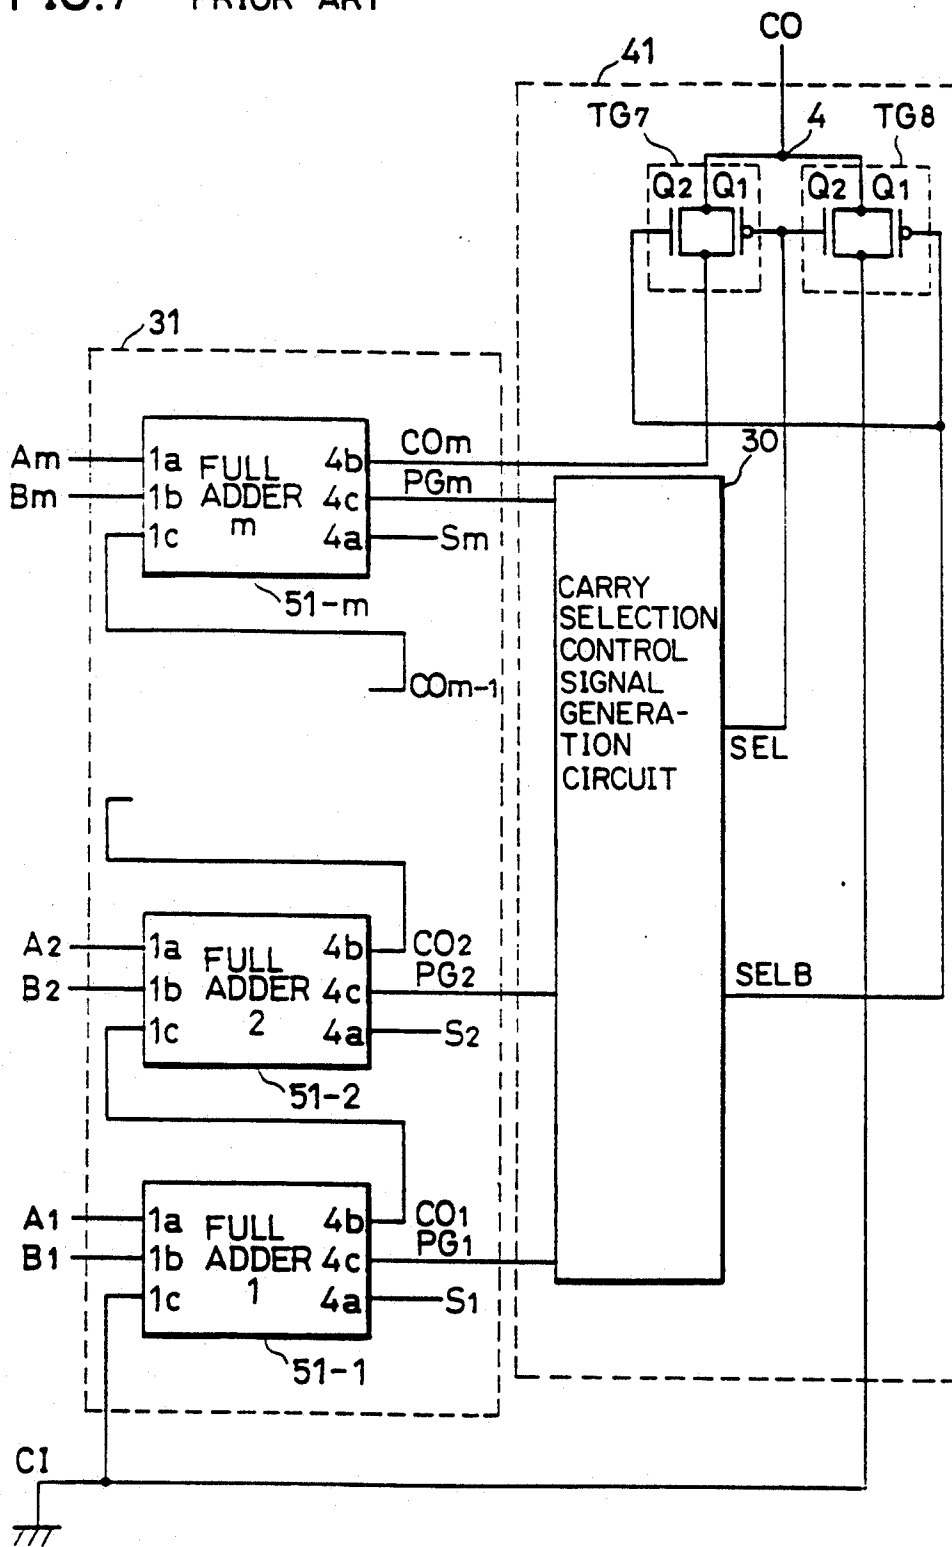 FIG.7 PRIOR ART
CO
41
TG7
4
TG8
Q2
Q1
Q2
Q1
31
Am
Bm
1a
1b
1c
FULL
ADDER
m
4b
4c
4a
COm
PGm
Sm
51-m
COm-1
30
CARRY
SELECTION
CONTROL
SIGNAL
GENERA-
TION
CIRCUIT
SEL
SELB
A2
B2
1a
1b
1c
FULL
ADDER
2
4b
4c
4a
CO2
PG2
S2
51-2
A1
B1
1a
1b
1c
FULL
ADDER
1
4b
4c
4a
CO1
PG1
S1
51-1
CI